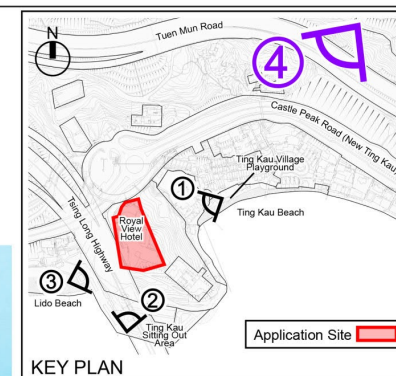 N
Tuen Mun Road
④
Castle Peak Road (New Ting Kau)
Ting Kau Village
Playground
①
Ting Kau Beach
Tsing Long Highway
Royal
View
Hotel
③
Lido Beach
②
Ting Kau
Sitting Out
Area
Application Site
KEY PLAN